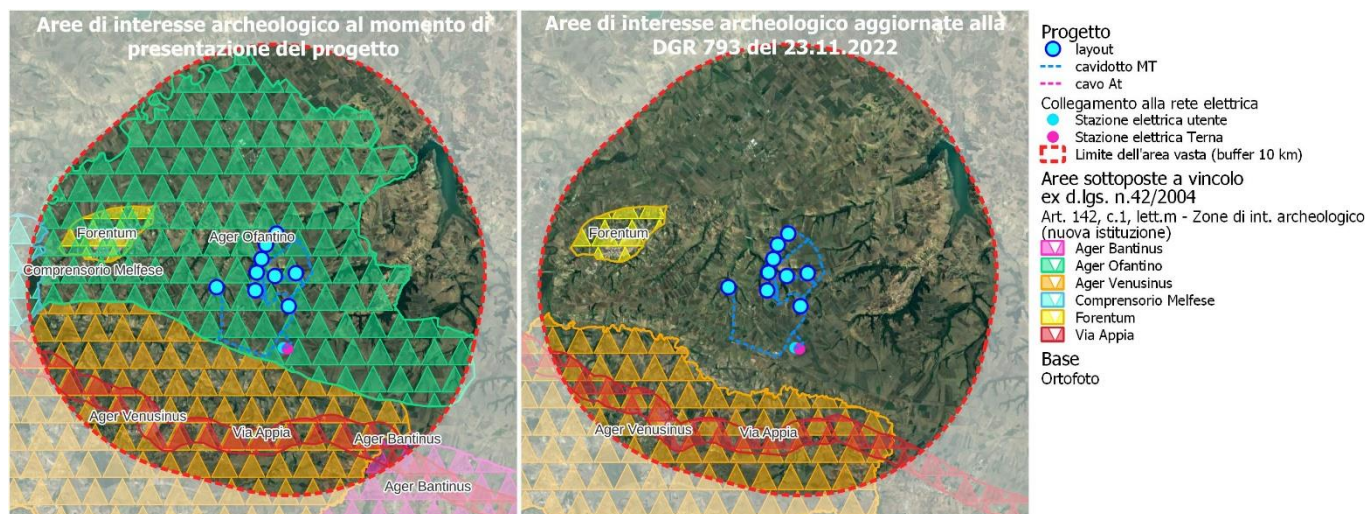 Aree di interesse archeologico al momento di
presentazione del progetto
Forentum
Ager Ofantino
Comprensorio Melfese
Ager Venusinus
Via Appia
Ager Bantinus
Ager Bantinus
Aree di interesse archeologico aggiornate alla
DGR 793 del 23.11.2022
Forentum
Ager Venusinus
Via Appia
Progetto
layout
cavidotto MT
cavo At
Collegamento alla rete elettrica
Stazione elettrica utente
Stazione elettrica Terna
Limite dell'area vasta (buffer 10 km)
Aree sottoposte a vincolo
ex d.lgs. n.42/2004
Art. 142, c.1, lett.m - Zone di int. archeologico
(nuova istituzione)
Ager Bantinus
Ager Ofantino
Ager Venusinus
Comprensorio Melfese
Forentum
Via Appia
Base
Ortofoto